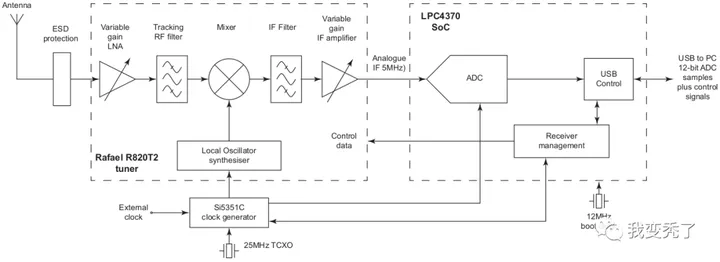 Antenna
ESD
protection
Variable
gain
LNA
Tracking
RF filter
Mixer
IF Filter
Variable
gain
IF amplifier
Analogue
IF 5MHz)
LPC4370
SoC
ADC
USB
Control
USB to PC
12-bit ADC
samples
plus control
signals
Rafael R820T2
tuner
Local Oscillator
synthesiser
Control
data
Receiver
management
External
clock
Si5351C
clock generator
25MHz TCXO
12MHz
我变秃了